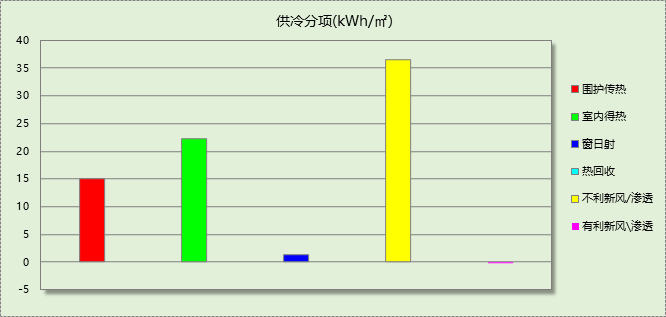 供冷分项(kWh/㎡)
40
35
30
25
20
15
10
5
0
-5
围护传热
室内得热
窗日射
热回收
不利新风/渗透
有利新风\渗透